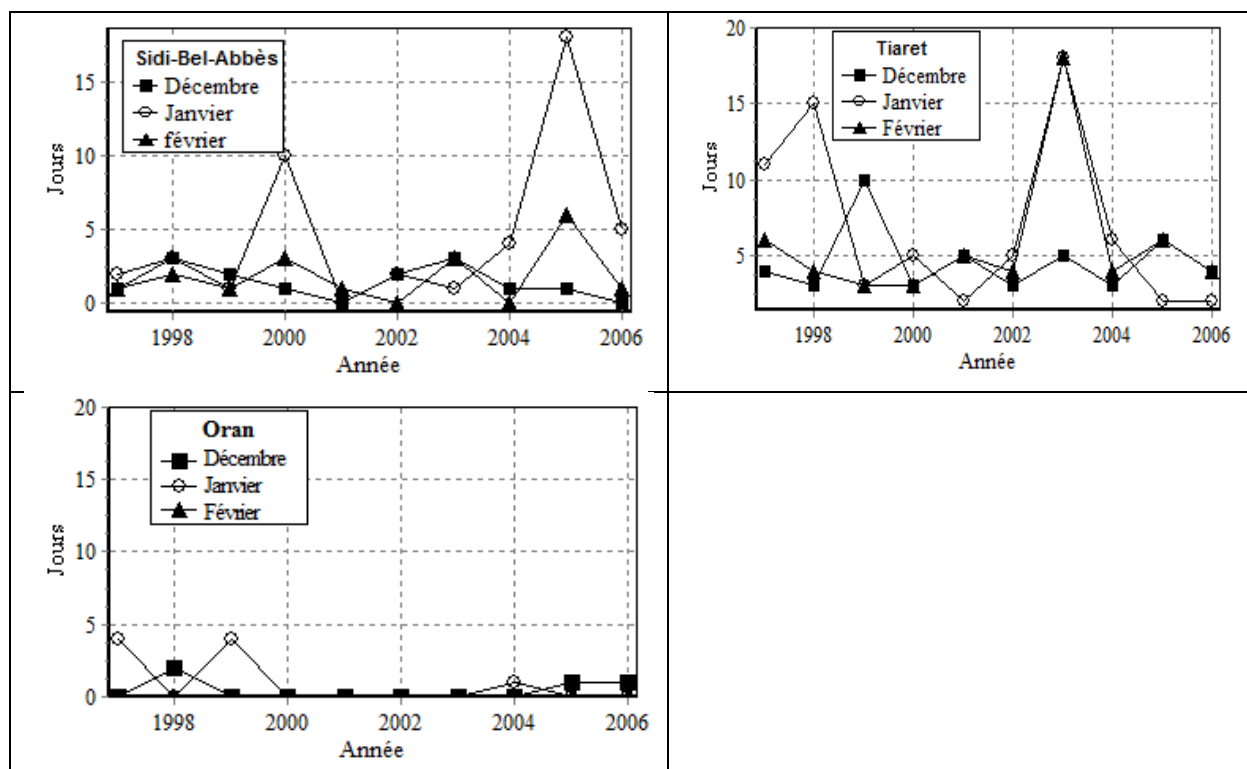 Sidi-Bel-Abbès
Décembre
Janvier
février
15
10
5
0
Jours
1998 2000 2002 2004 2006
Année
Tiaret
Décembre
Janvier
Février
20
15
10
5
Jours
1998 2000 2002 2004 2006
Année
Oran
Décembre
Janvier
Février
20
15
10
5
0
Jours
1998 2000 2002 2004 2006
Année